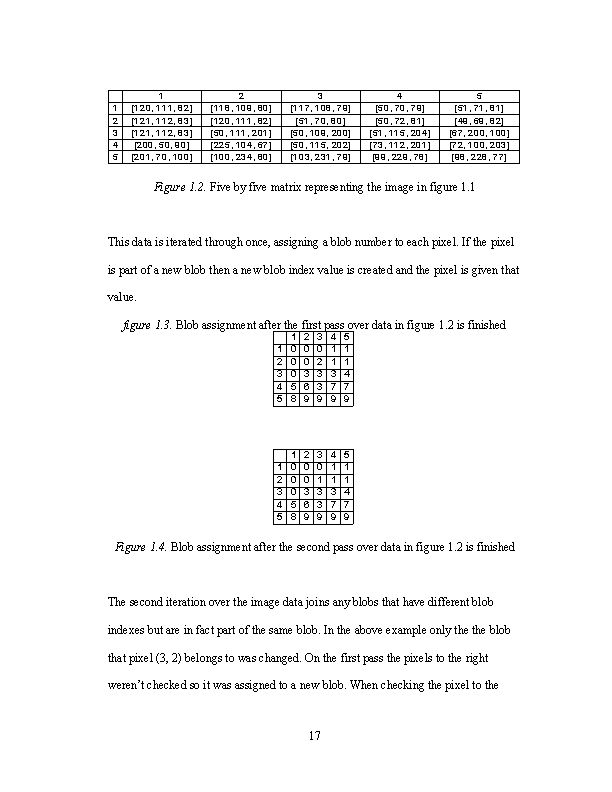 1 2 3 4 5
1 [120, 111, 82] [118, 109, 80] [117, 108, 79] [50, 70, 79] [51, 71, 81]
2 [121, 112, 83] [120, 111, 82] [51, 70, 80] [50, 72, 81] [49, 69, 82]
3 [121, 112, 83] [50, 111, 201] [50, 109, 200] [51, 115, 204] [67, 200, 100]
4 [200, 50, 90] [225, 104, 67] [50, 115, 202] [73, 112, 201] [72, 100, 203]
5 [201, 70, 100] [100, 234, 80] [103, 231, 79] [99, 229, 78] [98, 228, 77]
Figure 1.2. Five by five matrix representing the image in figure 1.1
This data is iterated through once, assigning a blob number to each pixel. If the pixel
is part of a new blob then a new blob index value is created and the pixel is given that
value.
figure 1.3. Blob assignment after the first pass over data in figure 1.2 is finished
1 2 3 4 5
1 0 0 0 1 1
2 0 0 2 1 1
3 0 3 3 3 4
4 5 6 3 7 7
5 8 9 9 9 9
1 2 3 4 5
1 0 0 0 1 1
2 0 0 1 1 1
3 0 3 3 3 4
4 5 6 3 7 7
5 8 9 9 9 9
Figure 1.4. Blob assignment after the second pass over data in figure 1.2 is finished
The second iteration over the image data joins any blobs that have different blob
indexes but are in fact part of the same blob. In the above example only the the blob
that pixel (3, 2) belongs to was changed. On the first pass the pixels to the right
weren't checked so it was assigned to a new blob. When checking the pixel to the
17